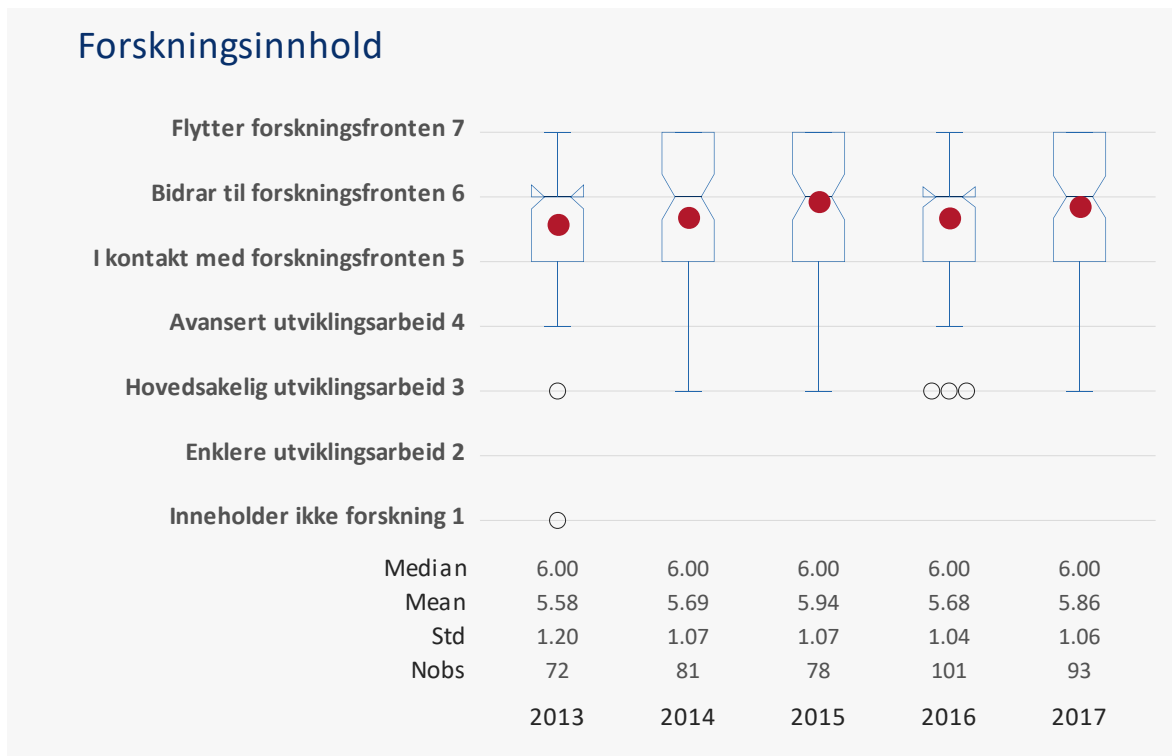 Forskningsinnhold
Flytter forskningsfronten 7
Bidrar til forskningsfronten 6
I kontakt med forskningsfronten 5
Avansert utviklingsarbeid 4
Hovedsakelig utviklingsarbeid 3
Enklere utviklingsarbeid 2
Inneholder ikke forskning 1
Median 6.00 6.00 6.00 6.00 6.00
Mean 5.58 5.69 5.94 5.68 5.86
Std 1.20 1.07 1.07 1.04 1.06
Nobs 72 81 78 101 93
2013 2014 2015 2016 2017